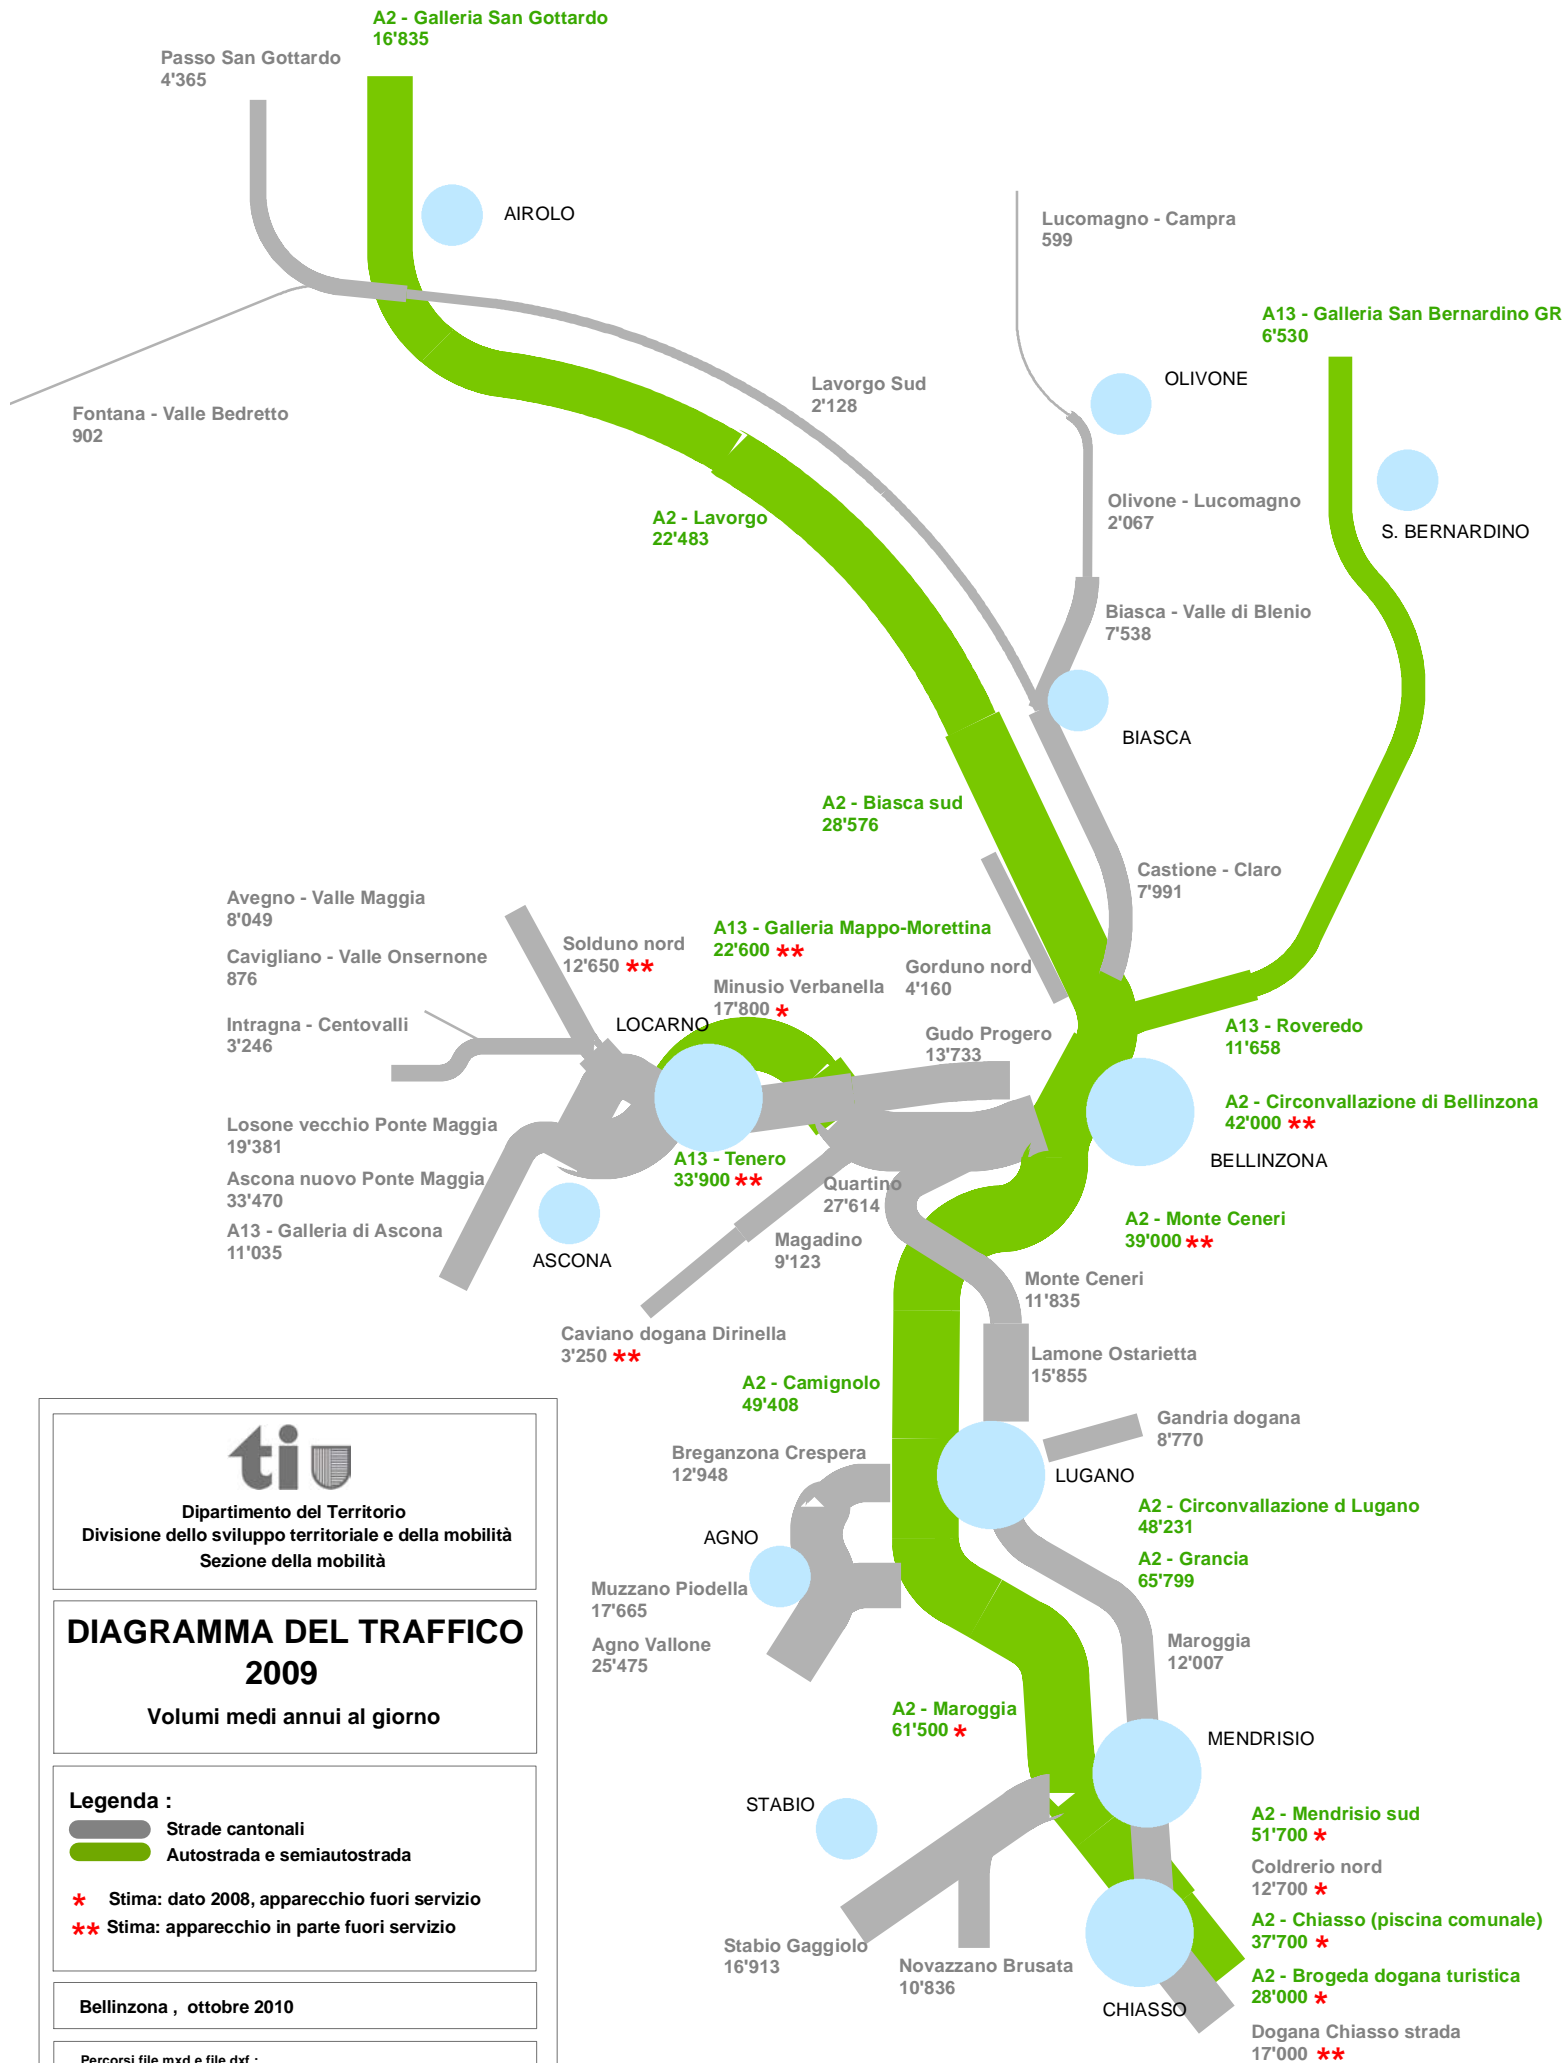 A2 - Galleria San Gottardo
16'835
Passo San Gottardo
4'365
AIROLO
Lucomagno - Campra
599
A13 - Galleria San Bernardino GR
6'530
OLIVONE
Lavorgo Sud
2'128
Fontana - Valle Bedretto
902
S. BERNARDINO
Olivone - Lucomagno
2'067
A2 - Lavorgo
22'483
Biasca - Valle di Blenio
7'538
BIASCA
A2 - Biasca sud
28'576
Castione - Claro
7'991
Avegno - Valle Maggia
8'049
Cavigliano - Valle Onsernone
876
Intragna - Centovalli
3'246
Solduno nord
12'650 **
A13 - Galleria Mappo-Morettina
22'600 **
Minusio Verbanella
17'800 *
Gorduno nord
4'160
LOCARNO
Gudo Progero
13'733
A13 - Roveredo
11'658
A2 - Circonvallazione di Bellinzona
42'000 **
BELLINZONA
Losone vecchio Ponte Maggia
19'381
Ascona nuovo Ponte Maggia
33'470
A13 - Galleria di Ascona
11'035
ASCONA
A13 - Tenero
33'900 **
Quartino
27'614
Magadino
9'123
A2 - Monte Ceneri
39'000 **
Monte Ceneri
11'835
Caviano dogana Dirinella
3'250 **
Lamone Ostarietta
15'855
A2 - Camignolo
49'408
Gandria dogana
8'770
Breganzona Crespera
12'948
LUGANO
A2 - Circonvallazione d Lugano
48'231
AGNO
A2 - Grancia
65'799
Muzzano Piodella
17'665
Agno Vallone
25'475
Maroggia
12'007
A2 - Maroggia
61'500 *
MENDRISIO
STABIO
A2 - Mendrisio sud
51'700 *
Coldrerio nord
12'700 *
A2 - Chiasso (piscina comunale)
37'700 *
Stabio Gaggiolo
16'913
Novazzano Brusata
10'836
A2 - Brogeda dogana turistica
28'000 *
CHIASSO
Dogana Chiasso strada
17'000 **
ti
Dipartimento del Territorio
Divisione dello sviluppo territoriale e della mobilità
Sezione della mobilità
DIAGRAMMA DEL TRAFFICO
2009
Volumi medi annui al giorno
Legenda :
Strade cantonali
Autostrada e semiautostrada
* Stima: dato 2008, apparecchio fuori servizio
** Stima: apparecchio in parte fuori servizio
Bellinzona , ottobre 2010
Percorsi file mxd e file dxf :